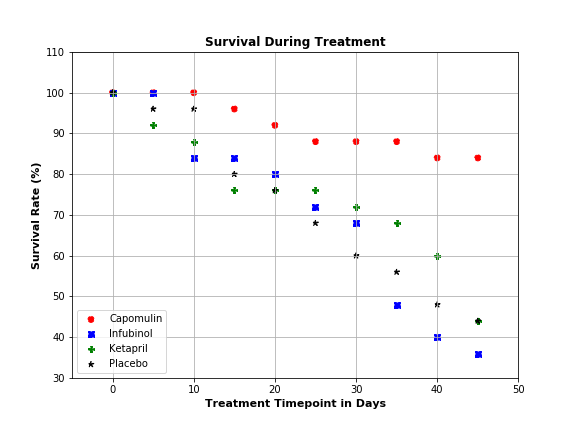 Survival During Treatment
110
100
90
80
70
60
50
40
30
Survival Rate (%)
Capomulin
Infubinol
Ketapril
Placebo
0 10 20 30 40 50
Treatment Timepoint in Days